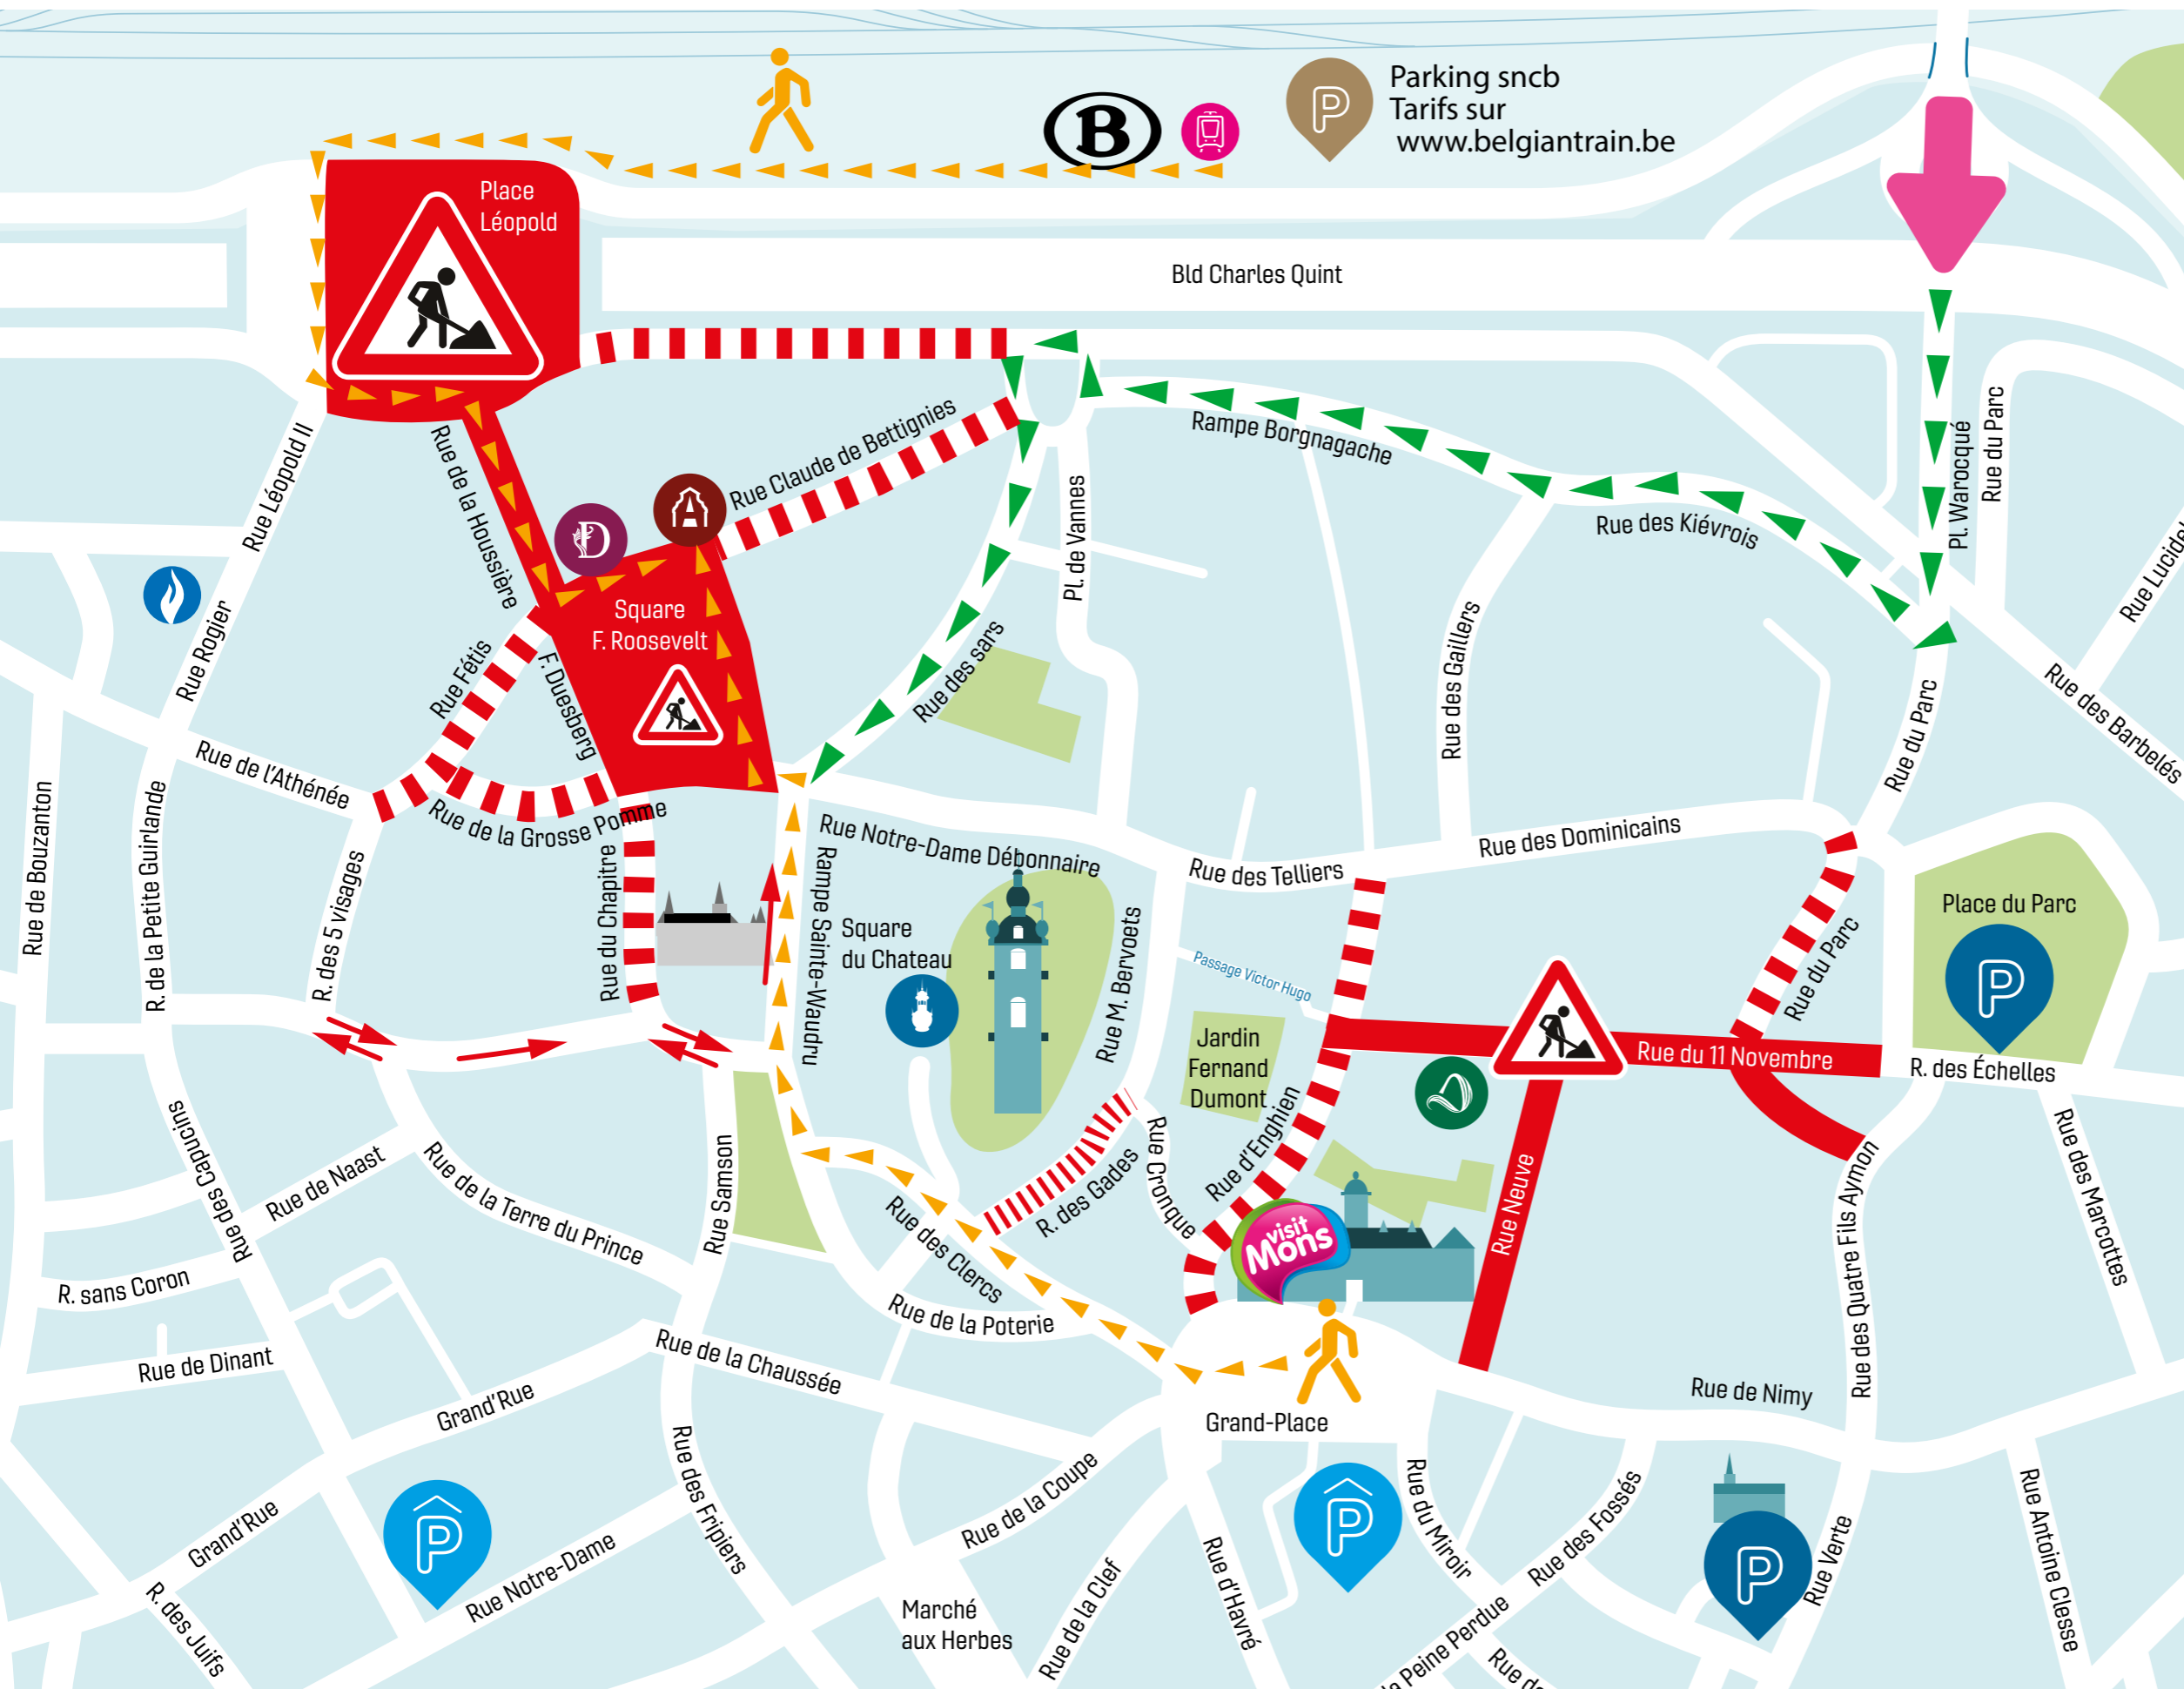 Parking sncb
Tarifs sur
www.belgiantrain.be
B
P
Place
Léopold
Bld Charles Quint
Rue Léopold II
Rue de la Houssière
Rue Claude de Bettignies
Rampe Borgnagache
Rue des Kiévrois
Pl. Warocqué
Rue du Parc
Pl. de Vannes
D
Square
F. Roosevelt
Rue Rogier
Rue Fétis
F. Duesberg
Rue des sars
Rue des Gaillers
Rue du Parc
Rue des Barbelés
Rue de l'Athénée
Rue de la Grosse Pomme
Rue de Bouzanton
R. de la Petite Guirlande
R. des 5 visages
Rue du Chapitre
Rampe Sainte-Waudru
Rue Notre-Dame Débonnaire
Rue des Telliers
Rue des Dominicains
Square
du Chateau
Rue M. Bervoets
Passage Victor Hugo
Jardin
Fernand
Dumont
Rue du Parc
Place du Parc
P
Rue du 11 Novembre
R. des Échelles
Rue des Capucins
Rue de Naast
Rue de la Terre du Prince
Rue Samson
Rue des Clercs
R. des Gades
Rue Cronque
Rue d'Enghien
visit
Mons
Rue Neuve
Rue des Quatre Fils Aymon
Rue des Marcottes
R. sans Coron
Rue de Dinant
Rue de la Poterie
Rue de la Chaussée
Grand'Rue
Grand-Place
Rue de Nimy
Grand'Rue
P
Rue Notre-Dame
Rue des Fripiers
Rue de la Coupe
P
Rue du Miroir
Rue des Fossés
P
Rue Verte
Rue Antoine Clesse
R. des Juifs
Marché
aux Herbes
Rue de la Clef
Rue d'Havré
Peine Perdue